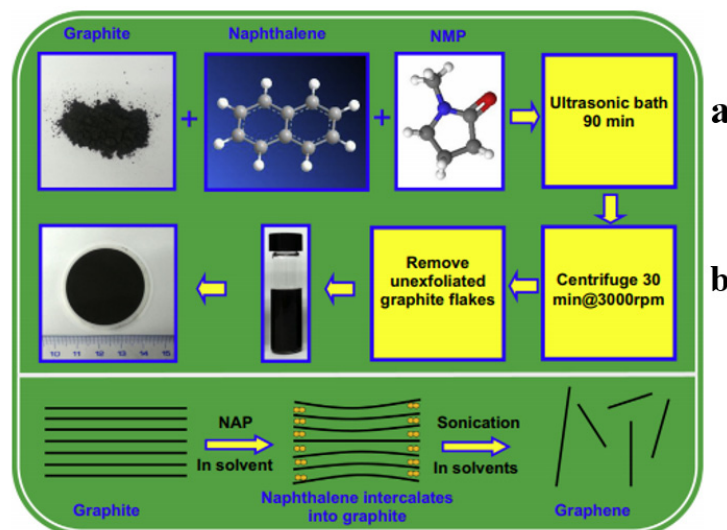 Graphite
Naphthalene
NMP
+
+
Ultrasonic bath
90 min
a
Remove
unexfoliated
graphite flakes
Centrifuge 30
min@3000rpm
b
10 11 12 13 14 15
NAP
In solvent
Sonication
In solvents
Graphite
Naphthalene intercalates
into graphite
Graphene